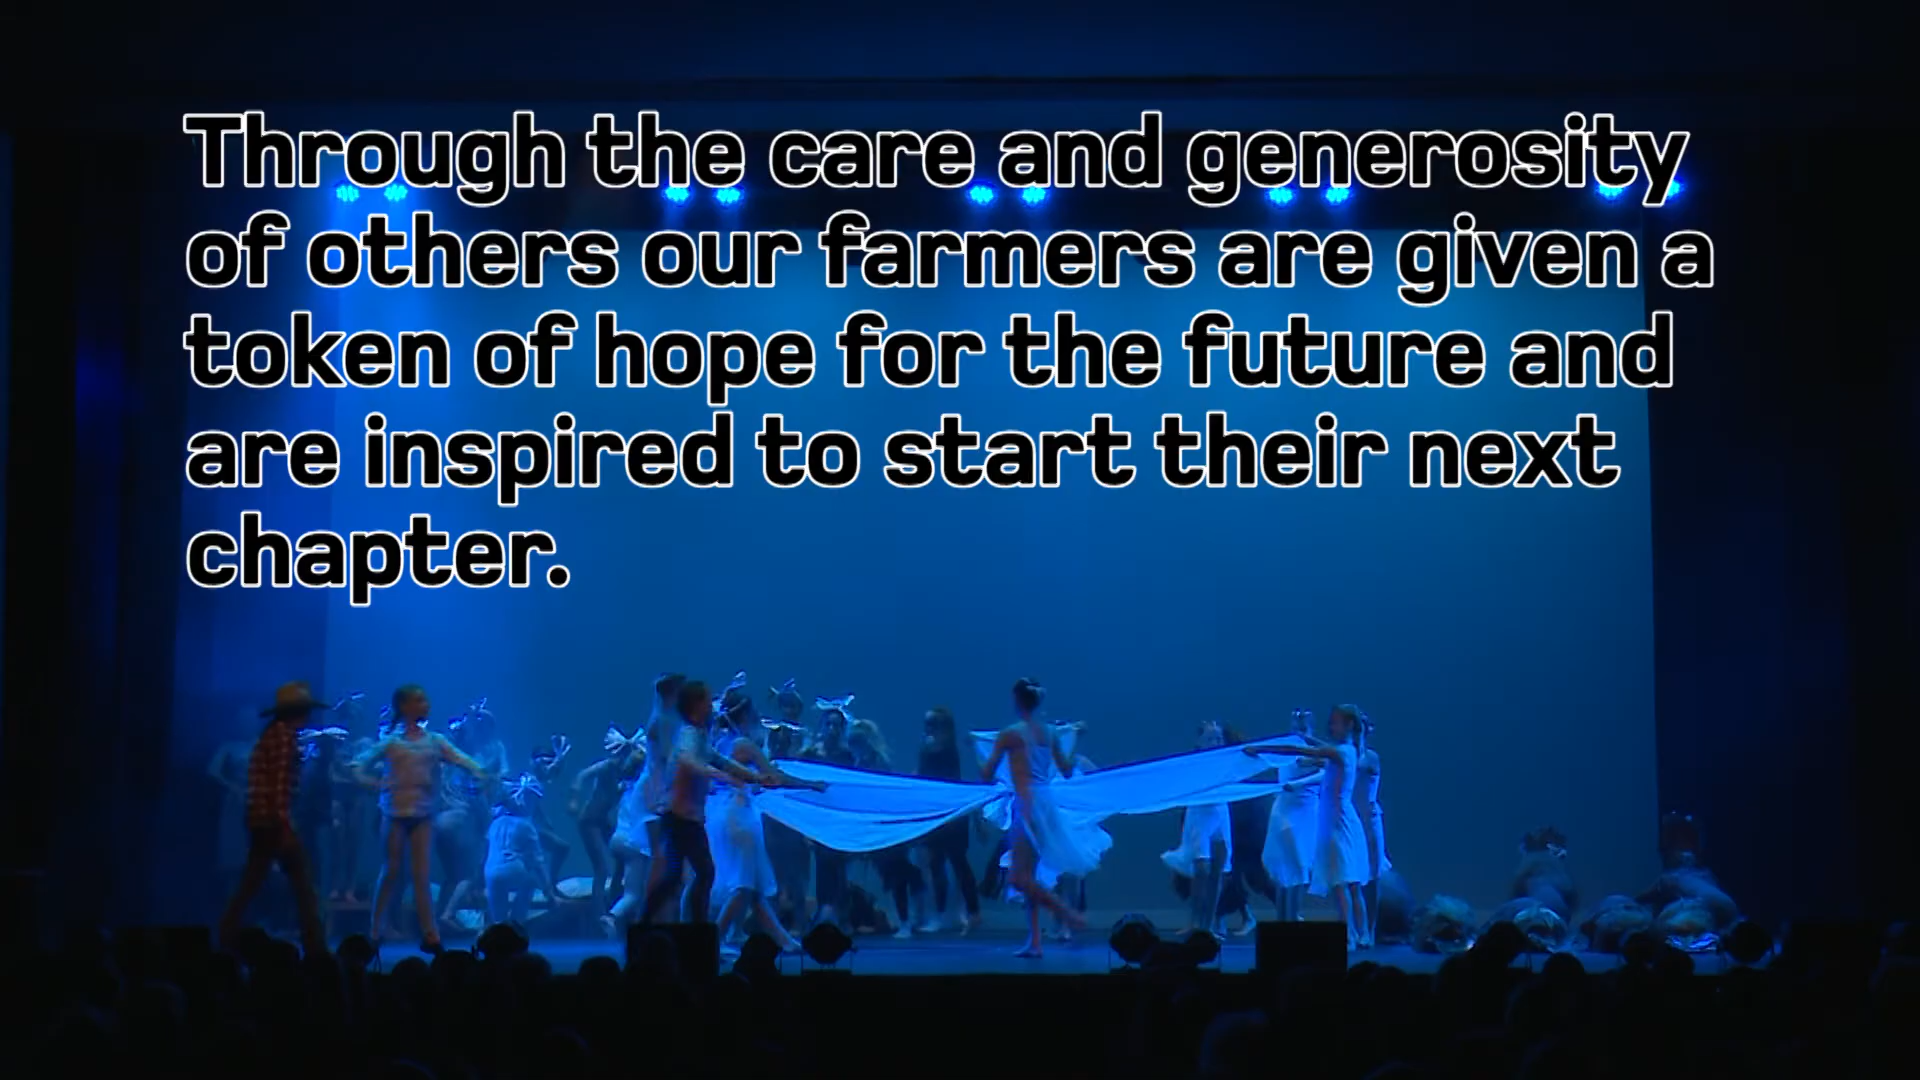 Through the care and generosity
of others our farmers are given a
token of hope for the future and
are inspired to start their next
chapter.